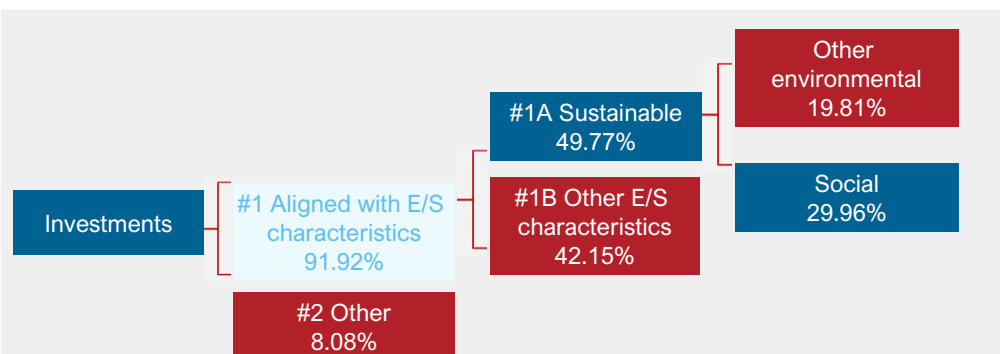 Investments
#1 Aligned with E/S
characteristics
91.92%
#2 Other
8.08%
#1A Sustainable
49.77%
#1B Other E/S
characteristics
42.15%
Other
environmental
19.81%
Social
29.96%